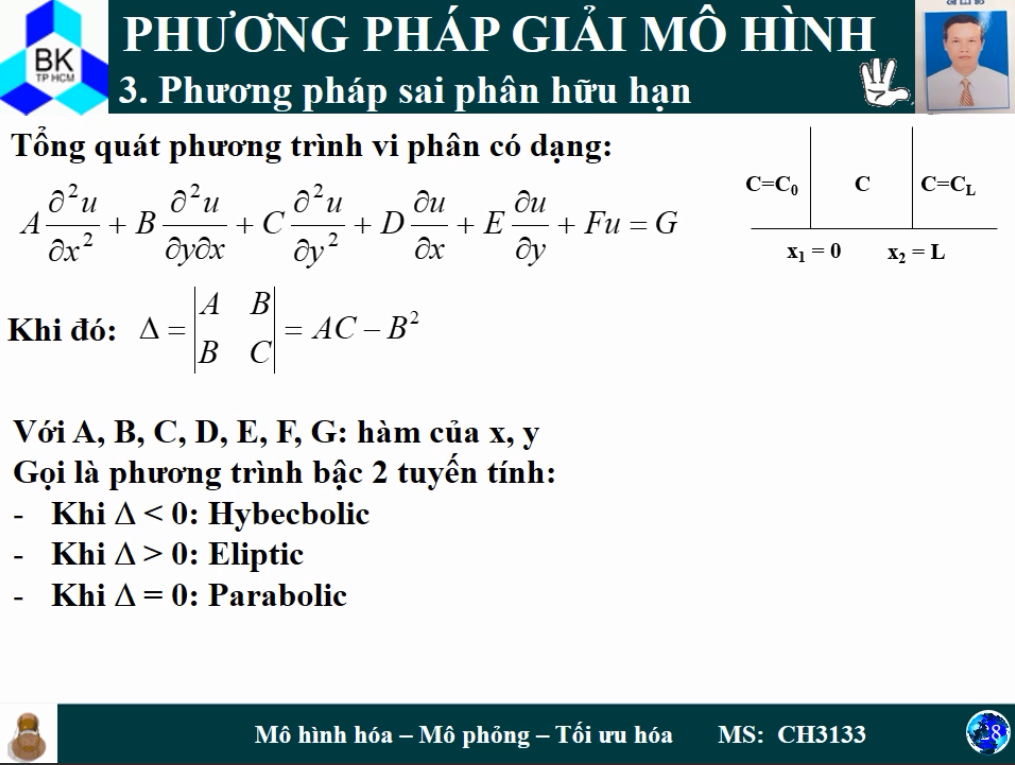 BK
TP HCM
PHƯƠNG PHÁP GIẢI MÔ HÌNH
3. Phương pháp sai phân hữu hạn
Tổng quát phương trình vi phân có dạng:
A ∂²u/∂x² + B ∂²u/∂y∂x + C ∂²u/∂y² + D ∂u/∂x + E ∂u/∂y + Fu = G
C=C₀ C C=C_L
x₁ = 0 x₂ = L
Khi đó: Δ = |A B; B C| = AC − B²
Với A, B, C, D, E, F, G: hàm của x, y
Gọi là phương trình bậc 2 tuyến tính:
- Khi Δ < 0: Hybecbolic
- Khi Δ > 0: Eliptic
- Khi Δ = 0: Parabolic
Mô hình hóa – Mô phỏng – Tối ưu hóa MS: CH3133